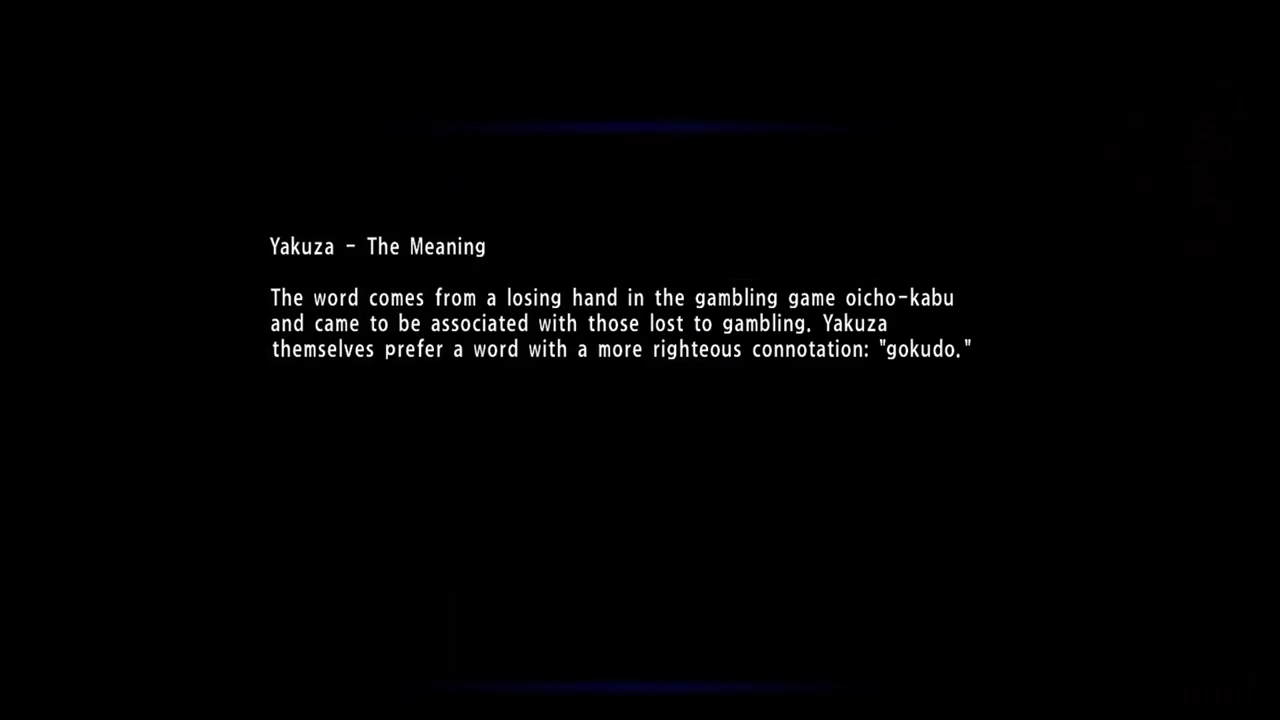 Yakuza - The Meaning
The word comes from a losing hand in the gambling game oicho-kabu
and came to be associated with those lost to gambling. Yakuza
themselves prefer a word with a more righteous connotation: "gokudo."